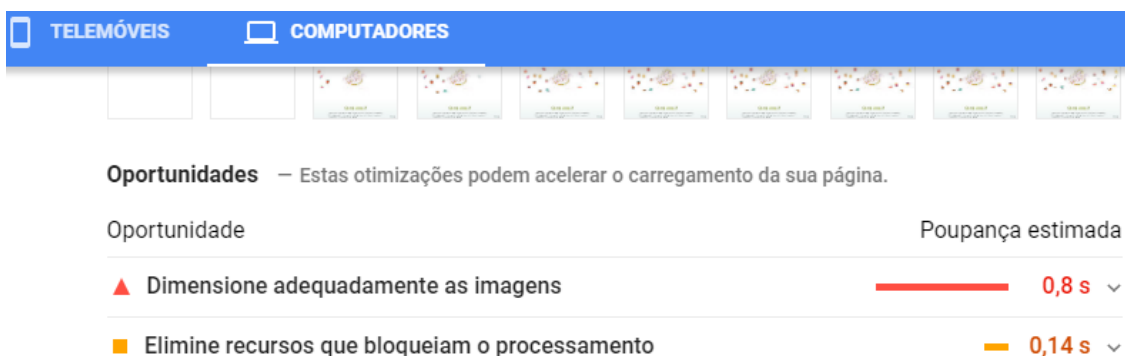 TELEMÓVEIS
COMPUTADORES
Oportunidades — Estas otimizações podem acelerar o carregamento da sua página.
Oportunidade
Poupança estimada
Dimensione adequadamente as imagens
0,8 s
Elimine recursos que bloqueiam o processamento
0,14 s